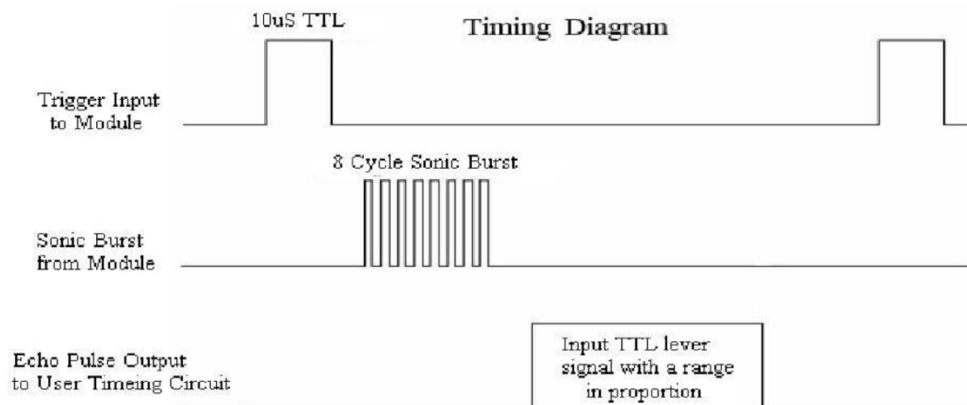 10uS TTL
Timing Diagram
Trigger Input
to Module
8 Cycle Sonic Burst
Sonic Burst
from Module
Echo Pulse Output
to User Timeing Circuit
Input TTL lever
signal with a range
in proportion